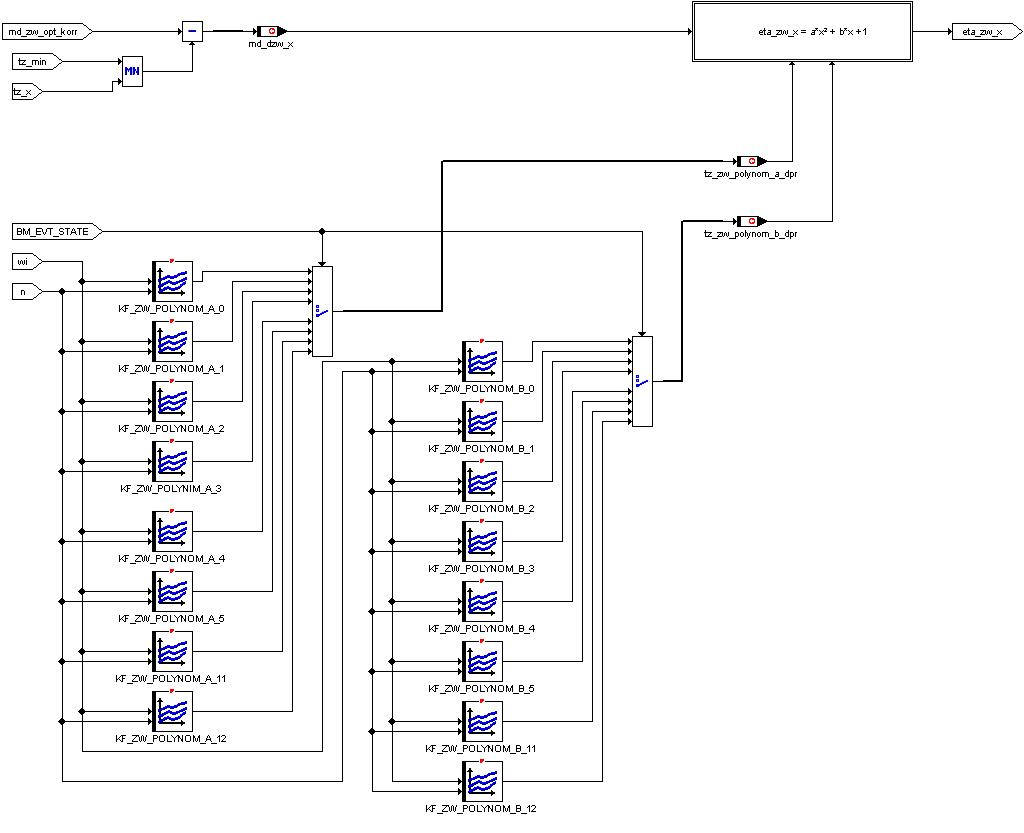 md_zw_opt_korr
md_dzw_x
eta_zw_x = a*x² + b*x +1
eta_zw_x
tz_min
MN
tz_x
tz_zw_polynom_a_dpr
tz_zw_polynom_b_dpr
BM_EVT_STATE
wi
n
KF_ZW_POLYNOM_A_0
KF_ZW_POLYNOM_A_1
KF_ZW_POLYNOM_A_2
KF_ZW_POLYNIM_A_3
KF_ZW_POLYNOM_A_4
KF_ZW_POLYNOM_A_5
KF_ZW_POLYNOM_A_11
KF_ZW_POLYNOM_A_12
KF_ZW_POLYNOM_B_0
KF_ZW_POLYNOM_B_1
KF_ZW_POLYNOM_B_2
KF_ZW_POLYNOM_B_3
KF_ZW_POLYNOM_B_4
KF_ZW_POLYNOM_B_5
KF_ZW_POLYNOM_B_11
KF_ZW_POLYNOM_B_12